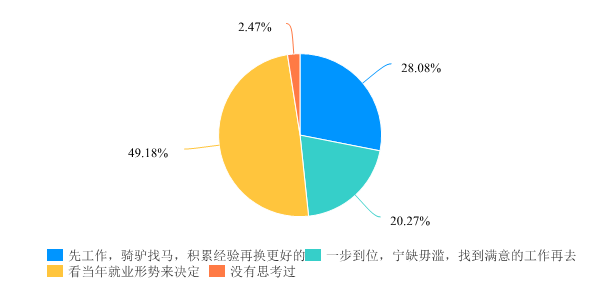 2.47%
28.08%
49.18%
20.27%
先工作，骑驴找马，积累经验再换更好的 一步到位，宁缺毋滥，找到满意的工作再去
看当年就业形势来决定 没有思考过